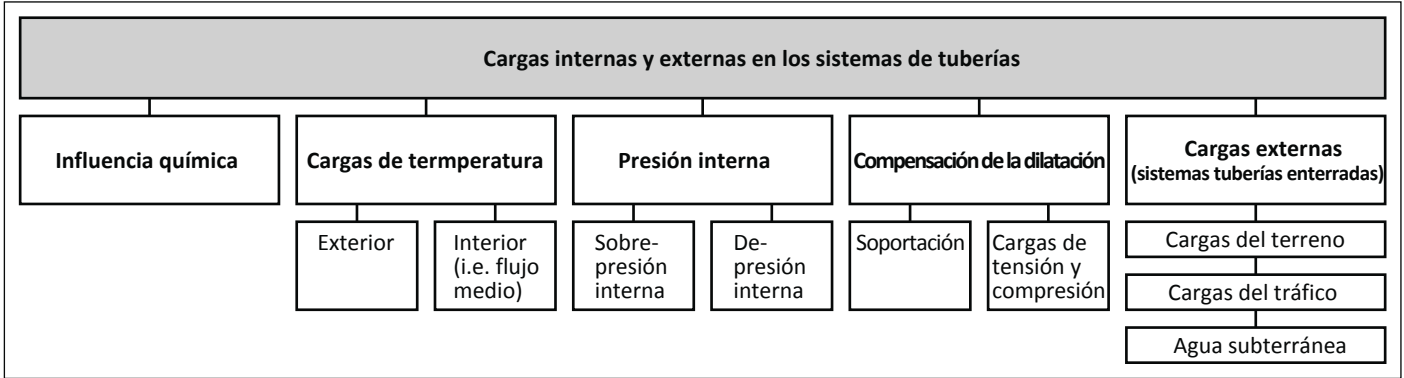 Cargas internas y externas en los sistemas de tuberías
Influencia química
Cargas de termperatura
Exterior
Interior
(i.e. flujo
medio)
Presión interna
Sobre-
presión
interna
De-
presión
interna
Compensación de la dilatación
Soportación
Cargas de
tensión y
compresión
Cargas externas
(sistemas tuberías enterradas)
Cargas del terreno
Cargas del tráfico
Agua subterránea